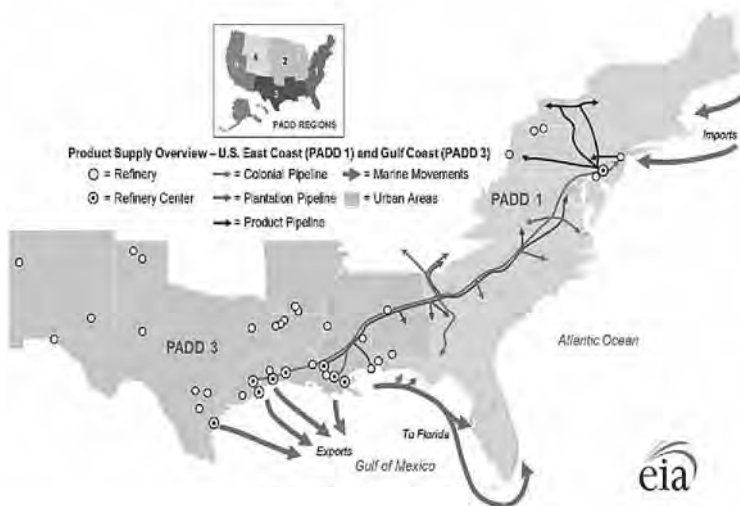 2
3
PADD REGIONS
Product Supply Overview – U.S. East Coast (PADD 1) and Gulf Coast (PADD 3)
= Refinery
= Colonial Pipeline
= Marine Movements
= Refinery Center
= Plantation Pipeline
= Urban Areas
= Product Pipeline
Imports
PADD 1
PADD 3
Atlantic Ocean
To Florida
Exports
Gulf of Mexico
eia